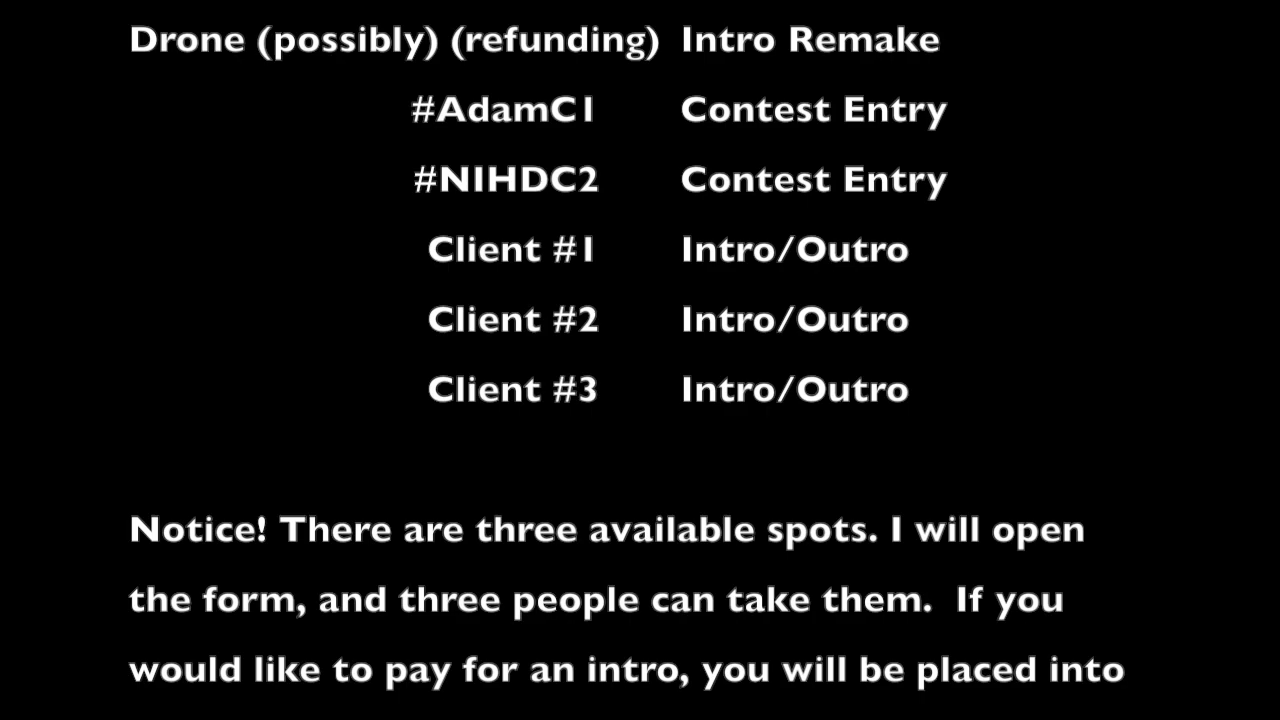 Drone (possibly) (refunding) Intro Remake
#AdamC1 Contest Entry
#NIHDC2 Contest Entry
Client #1 Intro/Outro
Client #2 Intro/Outro
Client #3 Intro/Outro
Notice! There are three available spots. I will open
the form, and three people can take them.  If you
would like to pay for an intro, you will be placed into